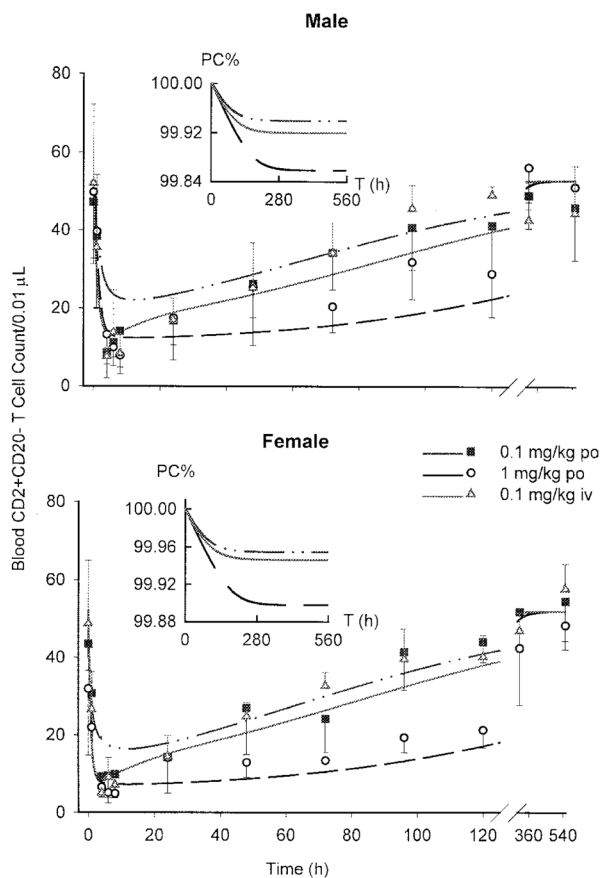 Male
PC%
100.00
99.92
99.84
0 280 560
T (h)
80
60
40
20
0
Blood CD2+CD20- T Cell Count/0.01 µL
Female
0.1 mg/kg po
1 mg/kg po
0.1 mg/kg iv
PC%
100.00
99.96
99.92
99.88
0 280 560
T (h)
80
60
40
20
0
0 20 40 60 80 100 120 360 540
Time (h)